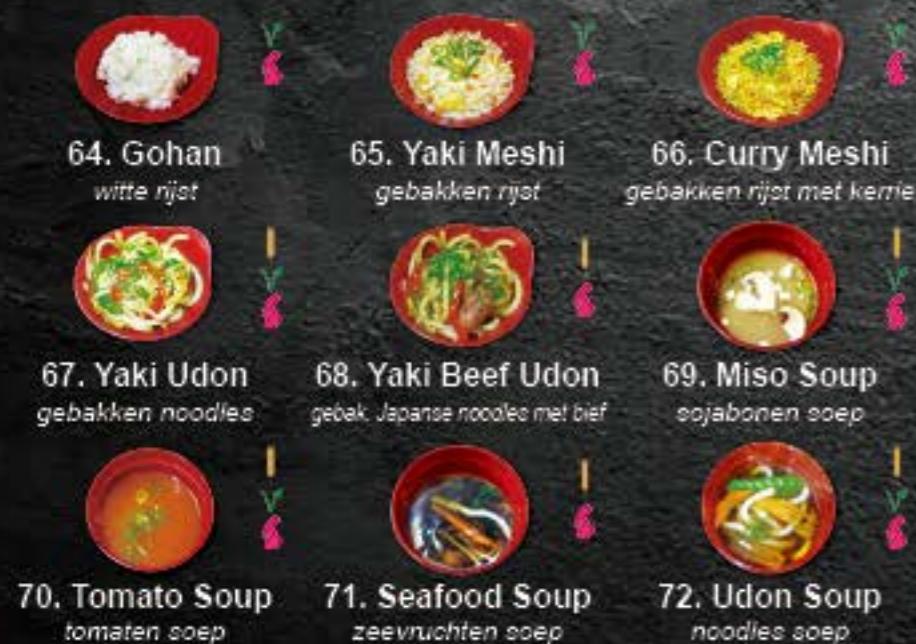 64. Gohan
witte rijst
65. Yaki Meshi
gebakken rijst
66. Curry Meshi
gebakken rijst met kerrie
67. Yaki Udon
gebakken noodles
68. Yaki Beef Udon
gebak. Japanse noodles met bief
69. Miso Soup
sojabonen soep
70. Tomato Soup
tomaten soep
71. Seafood Soup
zeevruchten soep
72. Udon Soup
noodles soep